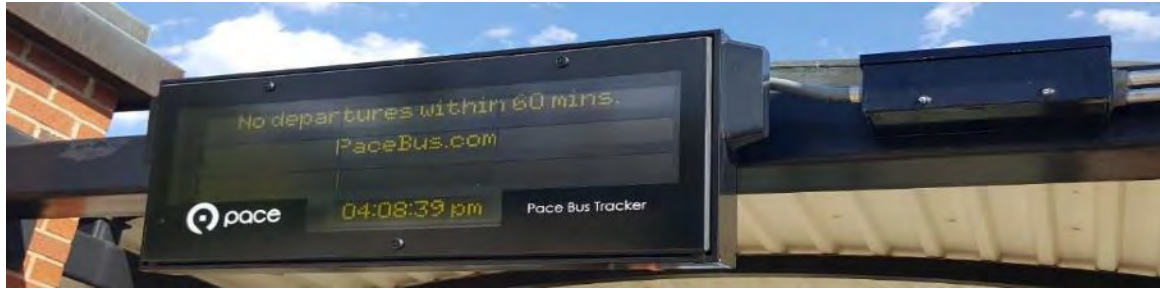 No departures within 60 mins.
PaceBus.com
pace
04:08:39 pm
Pace Bus Tracker